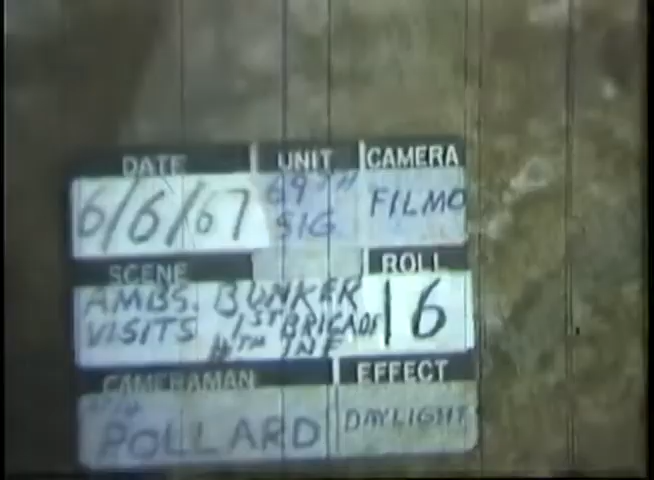 DATE UNIT CAMERA
6/6/67 69TH SIG FILMO
SCENE ROLL
AMBS. BUNKER
VISITS 1ST BRIGADE
4TH INF
16
CAMERAMAN EFFECT
POLLARD DAYLIGHT